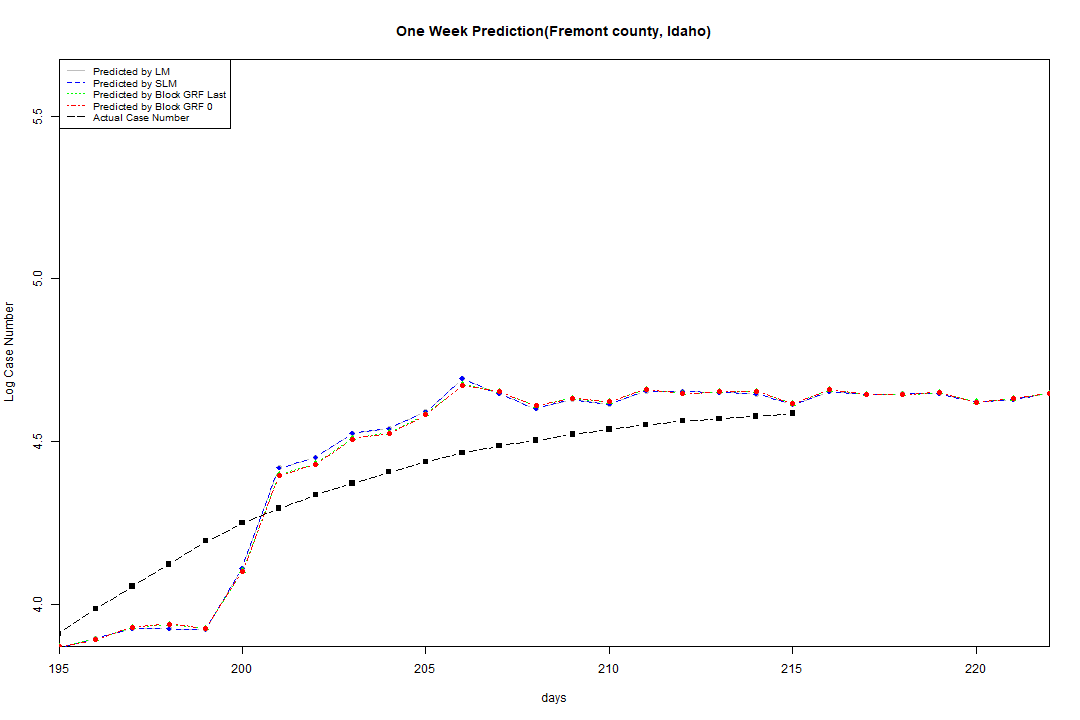 One Week Prediction(Fremont county, Idaho)
Predicted by LM
Predicted by SLM
Predicted by Block GRF Last
Predicted by Block GRF 0
Actual Case Number
5.5
5.0
4.5
4.0
Log Case Number
195 200 205 210 215 220
days